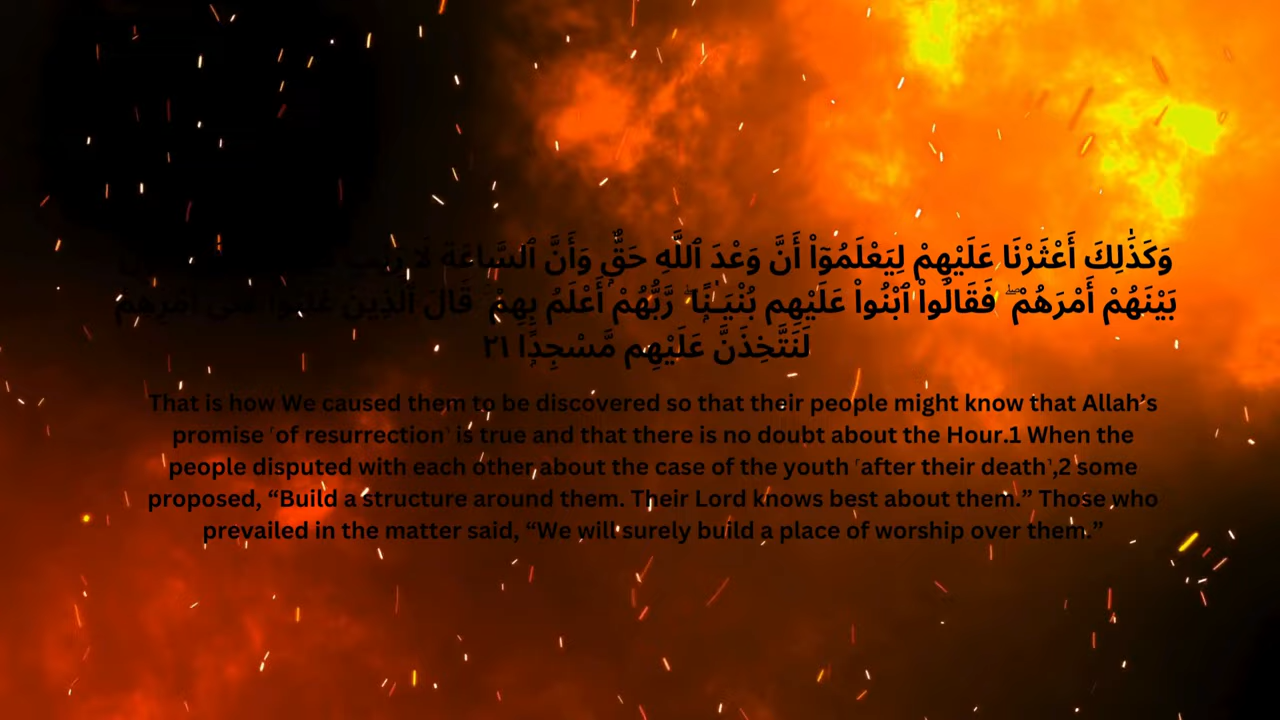 وَكَذَٰلِكَ أَعْثَرْنَا عَلَيْهِمْ لِيَعْلَمُوٓا۟ أَنَّ وَعْدَ ٱللَّهِ حَقٌّۭ وَأَنَّ ٱلسَّاعَةَ لَا رَيْبَ
بَيْنَهُمْ أَمْرَهُمْ ۖ فَقَالُوا۟ ٱبْنُوا۟ عَلَيْهِم بُنْيَـٰنًۭا ۖ رَّبُّهُمْ أَعْلَمُ بِهِمْ ۚ قَالَ ٱلَّذِينَ غَلَبُوا۟ عَلَىٰٓ أَمْرِهِمْ
لَنَتَّخِذَنَّ عَلَيْهِم مَّسْجِدًۭا ٢١
That is how We caused them to be discovered so that their people might know that Allah’s
promise ˹of resurrection˺ is true and that there is no doubt about the Hour.1 When the
people disputed with each other about the case of the youth ˹after their death˺,2 some
proposed, “Build a structure around them. Their Lord knows best about them.” Those who
prevailed in the matter said, “We will surely build a place of worship over them.”